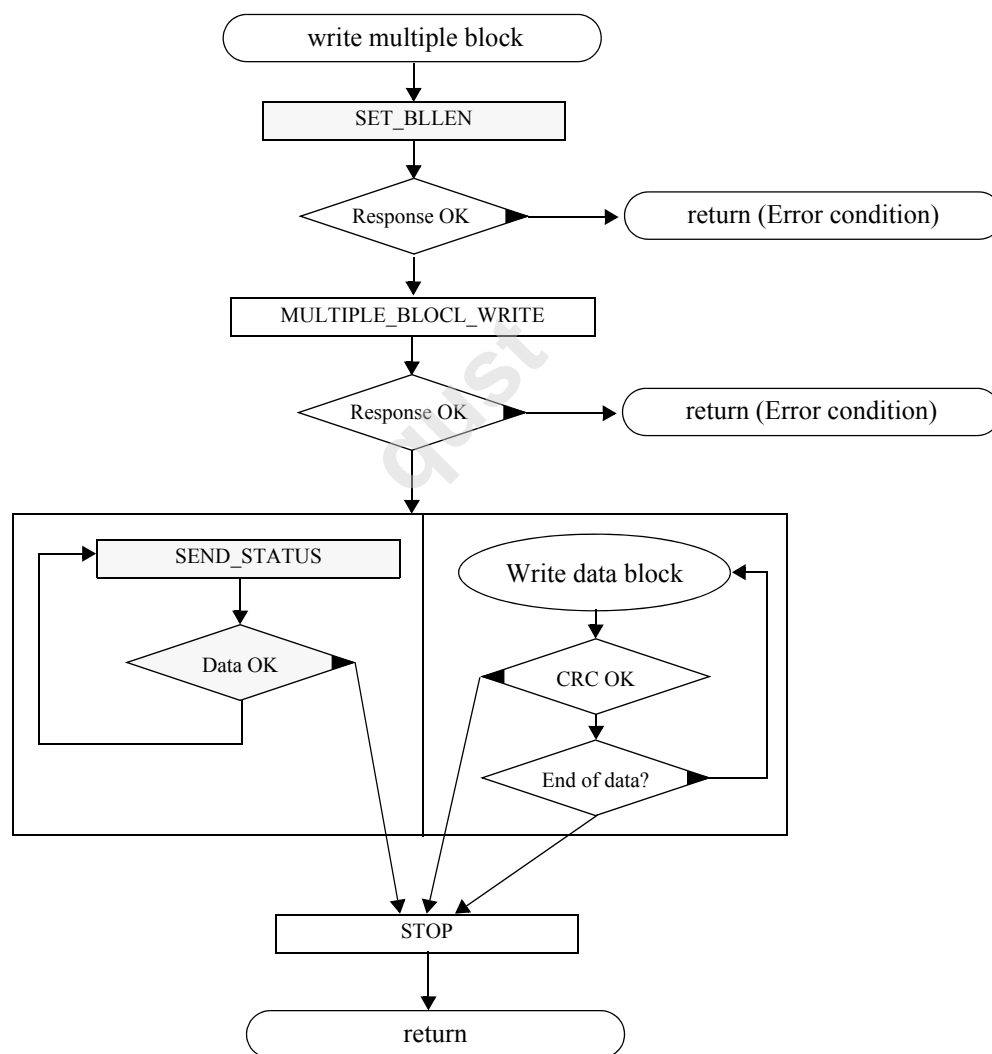 write multiple block
SET_BLLEN
Response OK
return (Error condition)
MULTIPLE_BLOCL_WRITE
Response OK
return (Error condition)
qust
SEND_STATUS
Write data block
Data OK
CRC OK
End of data?
STOP
return